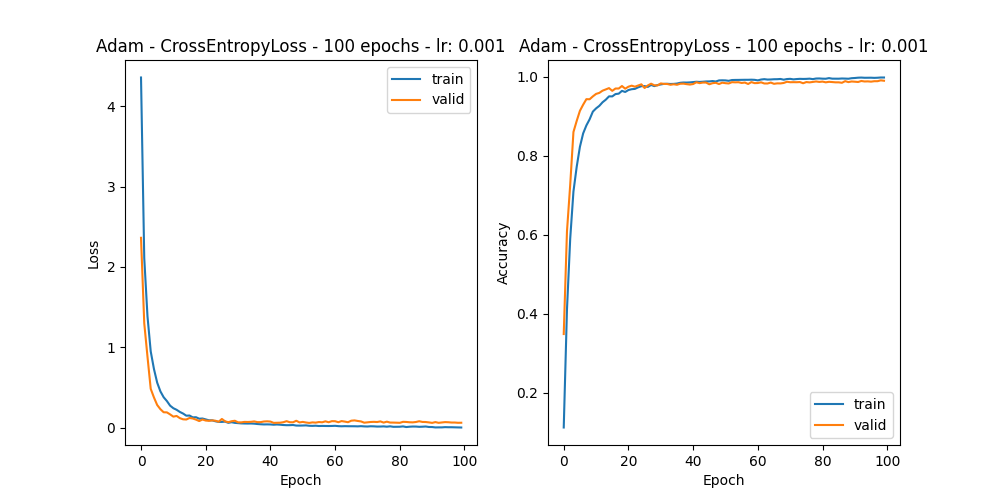 Adam - CrossEntropyLoss - 100 epochs - lr: 0.001
Loss
4
3
2
1
0
train
valid
0 20 40 60 80 100
Epoch
Adam - CrossEntropyLoss - 100 epochs - lr: 0.001
Accuracy
1.0
0.8
0.6
0.4
0.2
train
valid
0 20 40 60 80 100
Epoch